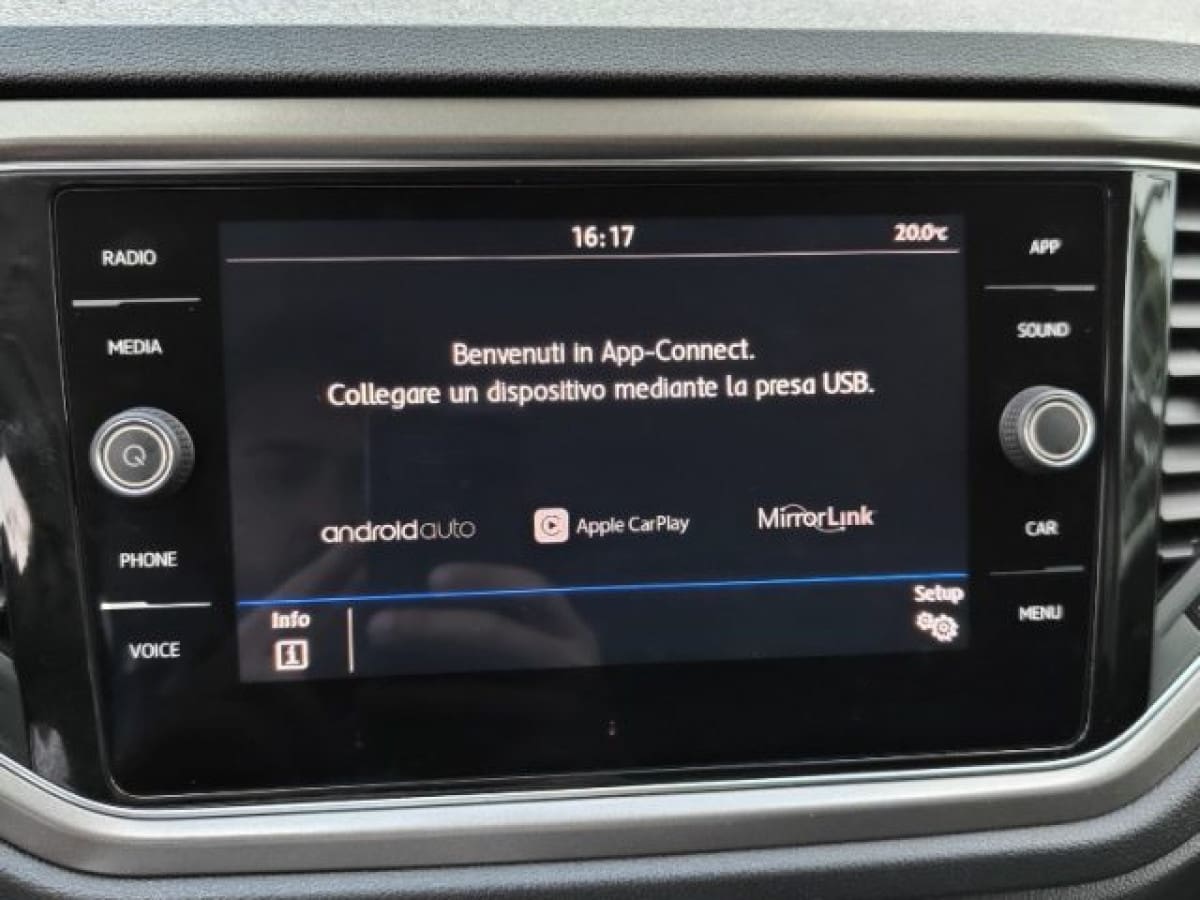 16:17
20.0°C
RADIO
MEDIA
PHONE
VOICE
Benvenuti in App-Connect.
Collegare un dispositivo mediante la presa USB.
androidauto
Apple CarPlay
MirrorLink
Info
i
Setup
APP
SOUND
CAR
MENU